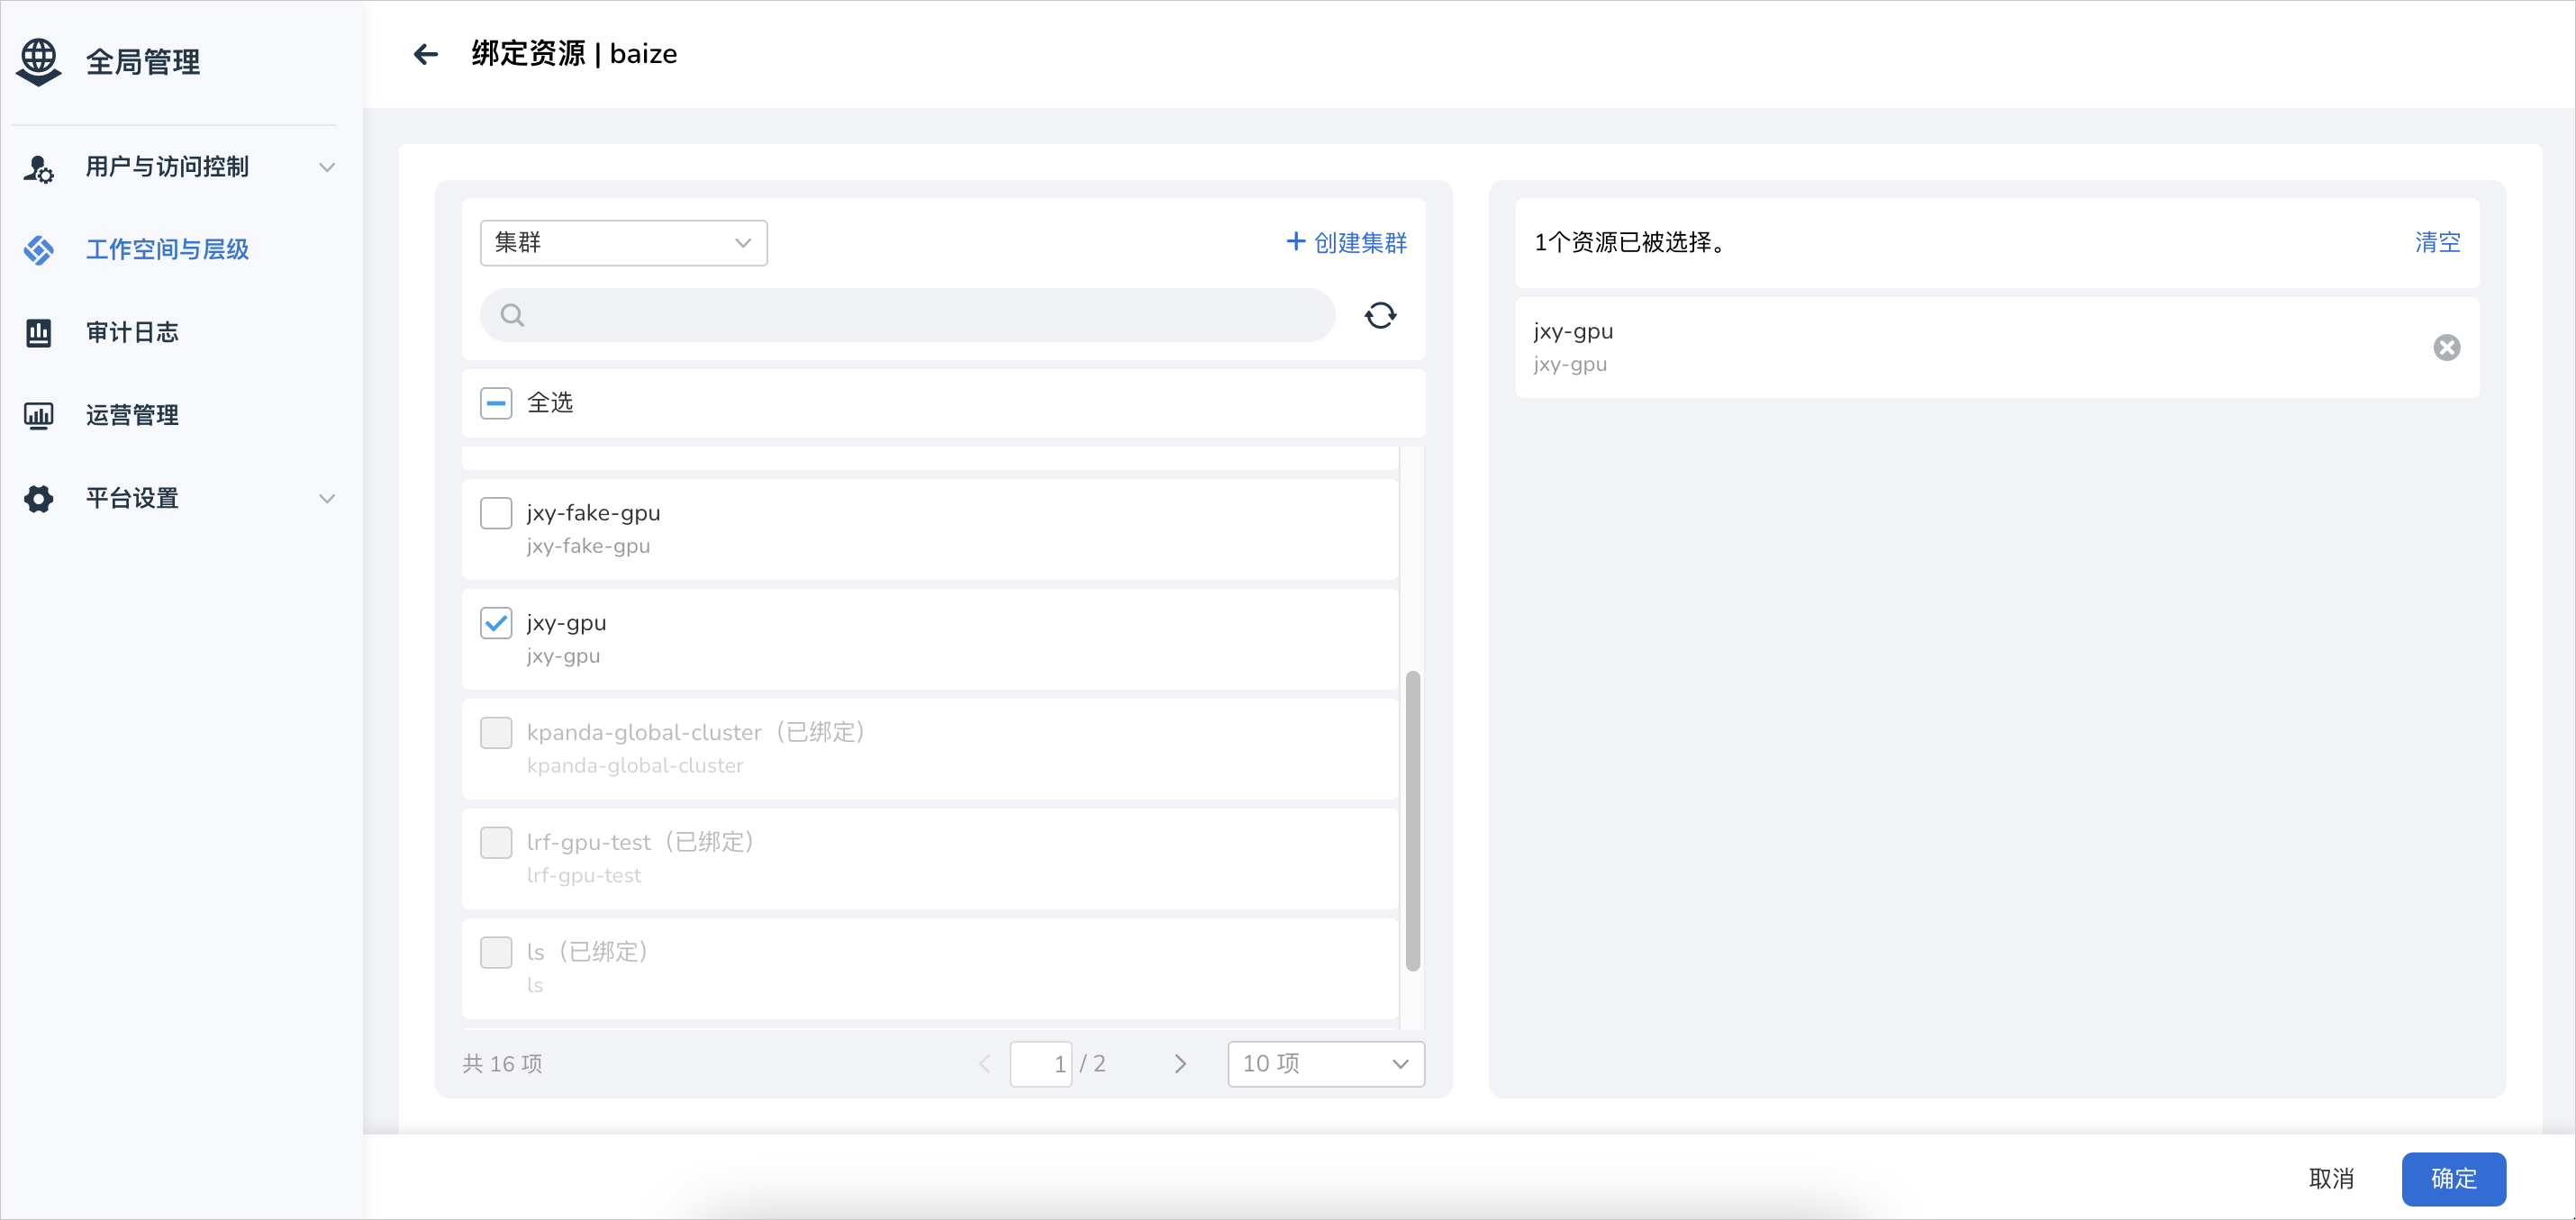 全局管理
用户与访问控制
工作空间与层级
审计日志
运营管理
平台设置
绑定资源 | baize
集群
创建集群
全选
jxy-fake-gpu
jxy-fake-gpu
jxy-gpu
jxy-gpu
kpanda-global-cluster（已绑定）
kpanda-global-cluster
lrf-gpu-test（已绑定）
lrf-gpu-test
ls（已绑定）
ls
共 16 项
1 / 2
10 项
1个资源已被选择。
清空
jxy-gpu
jxy-gpu
取消
确定